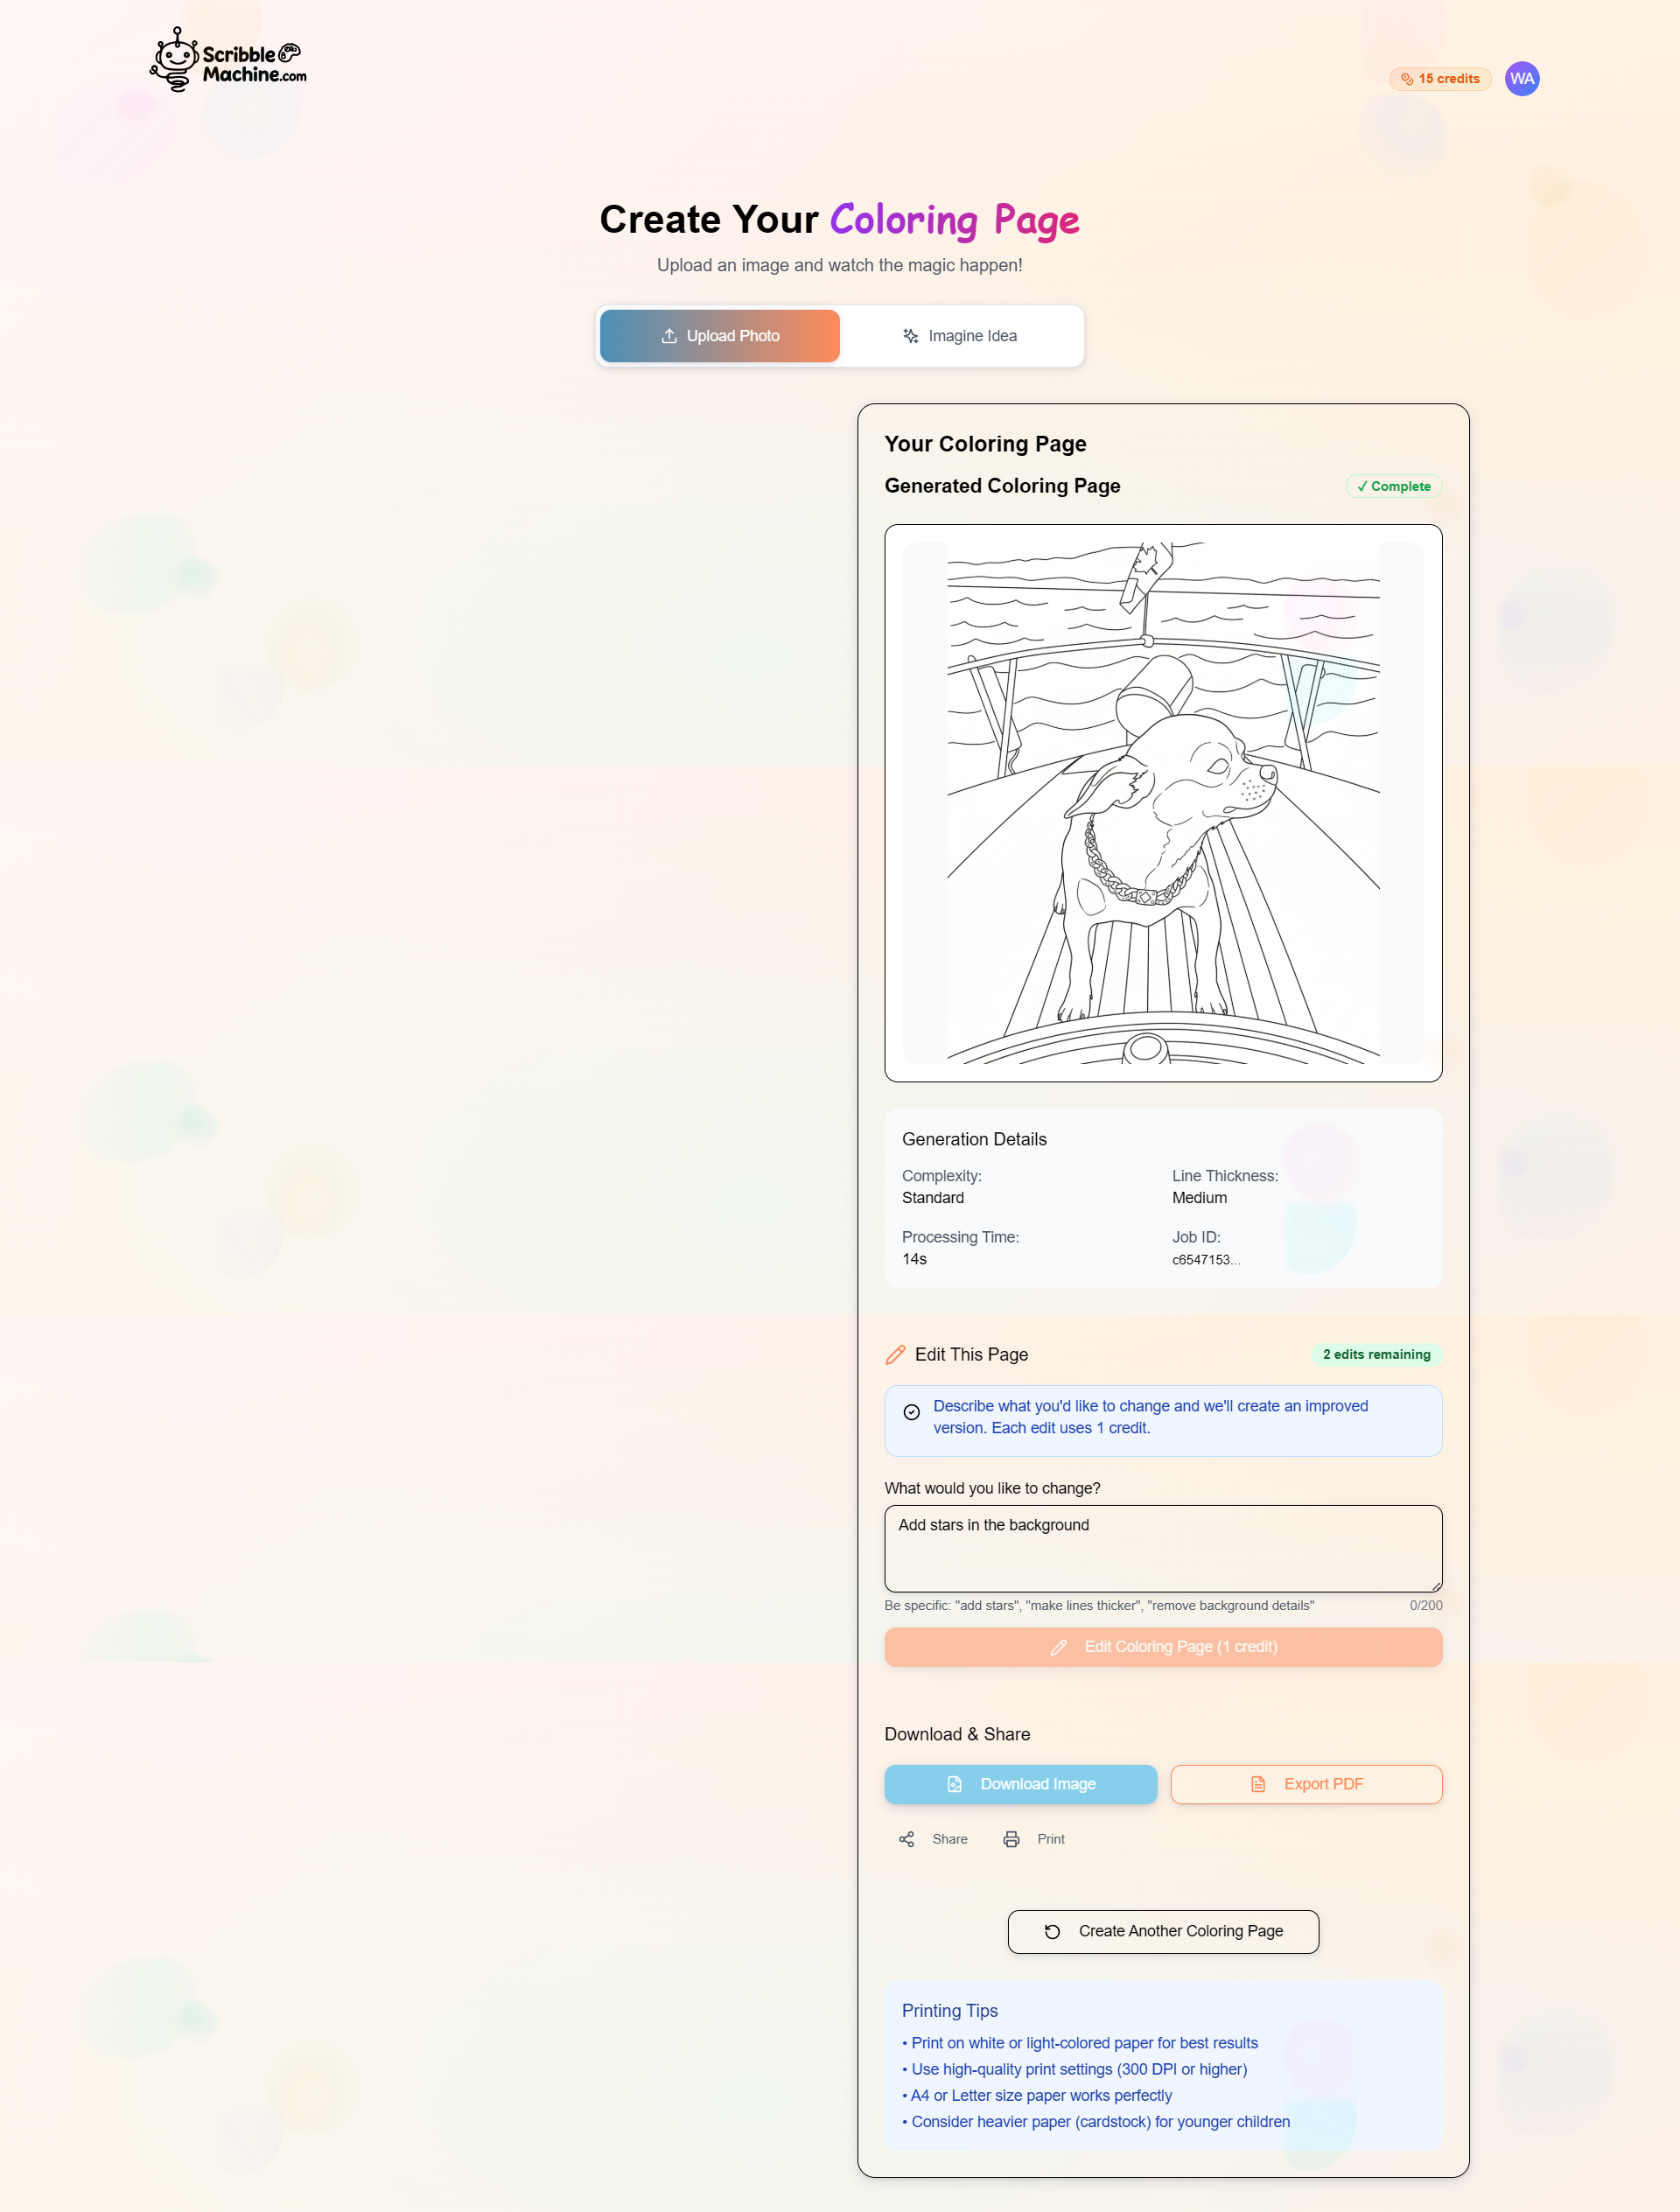 Scribble
Machine.com
15 credits
WA
Create Your Coloring Page
Upload an image and watch the magic happen!
Upload Photo
Imagine Idea
Your Coloring Page
Generated Coloring Page
✓ Complete
Generation Details
Complexity:
Standard
Line Thickness:
Medium
Processing Time:
14s
Job ID:
c6547153...
Edit This Page
2 edits remaining
Describe what you'd like to change and we'll create an improved
version. Each edit uses 1 credit.
What would you like to change?
Add stars in the background
Be specific: "add stars", "make lines thicker", "remove background details"
0/200
Edit Coloring Page (1 credit)
Download & Share
Download Image
Export PDF
Share
Print
Create Another Coloring Page
Printing Tips
• Print on white or light-colored paper for best results
• Use high-quality print settings (300 DPI or higher)
• A4 or Letter size paper works perfectly
• Consider heavier paper (cardstock) for younger children